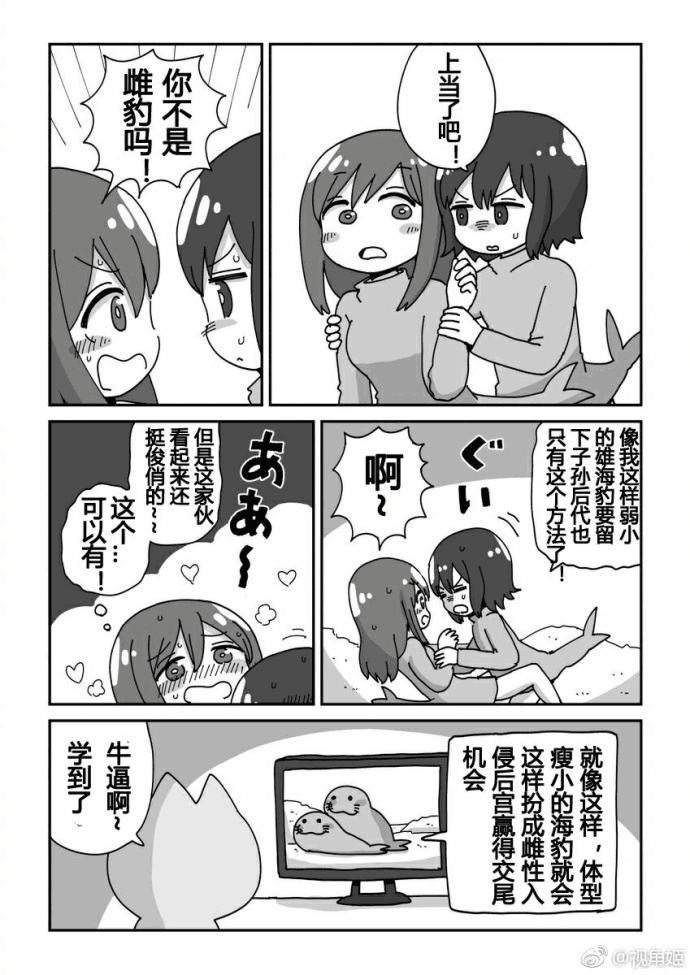 上当了吧！
你不是
雌豹吗！
像我这样弱小
的雄海豹要留
下子孙后代也
只有这个方法了！
ぐい
啊~
但是这家伙
看起来还
挺俊俏的~~
ああ～
这个…
可以有！
就像这样，体型
瘦小的海豹就会
这样扮成雌性入
侵后宫赢得交尾
机会
牛逼啊~
学到了
@视角姬